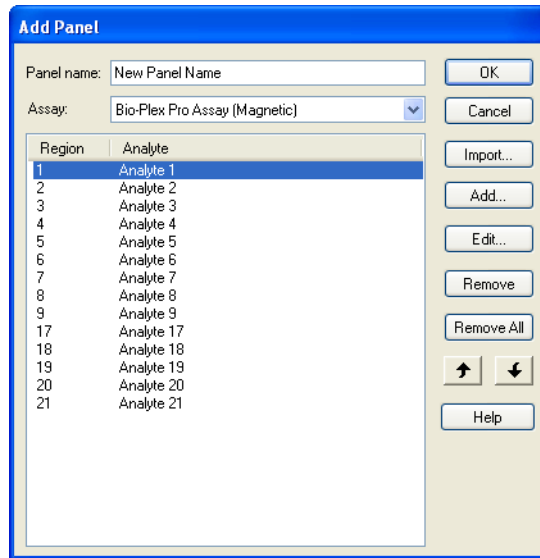 Add Panel
Panel name: New Panel Name OK
Assay: Bio-Plex Pro Assay (Magnetic) Cancel
Region Analyte
1 Analyte 1
2 Analyte 2
3 Analyte 3
4 Analyte 4
5 Analyte 5
6 Analyte 6
7 Analyte 7
8 Analyte 8
9 Analyte 9
17 Analyte 17
18 Analyte 18
19 Analyte 19
20 Analyte 20
21 Analyte 21
Import...
Add...
Edit...
Remove
Remove All
Help